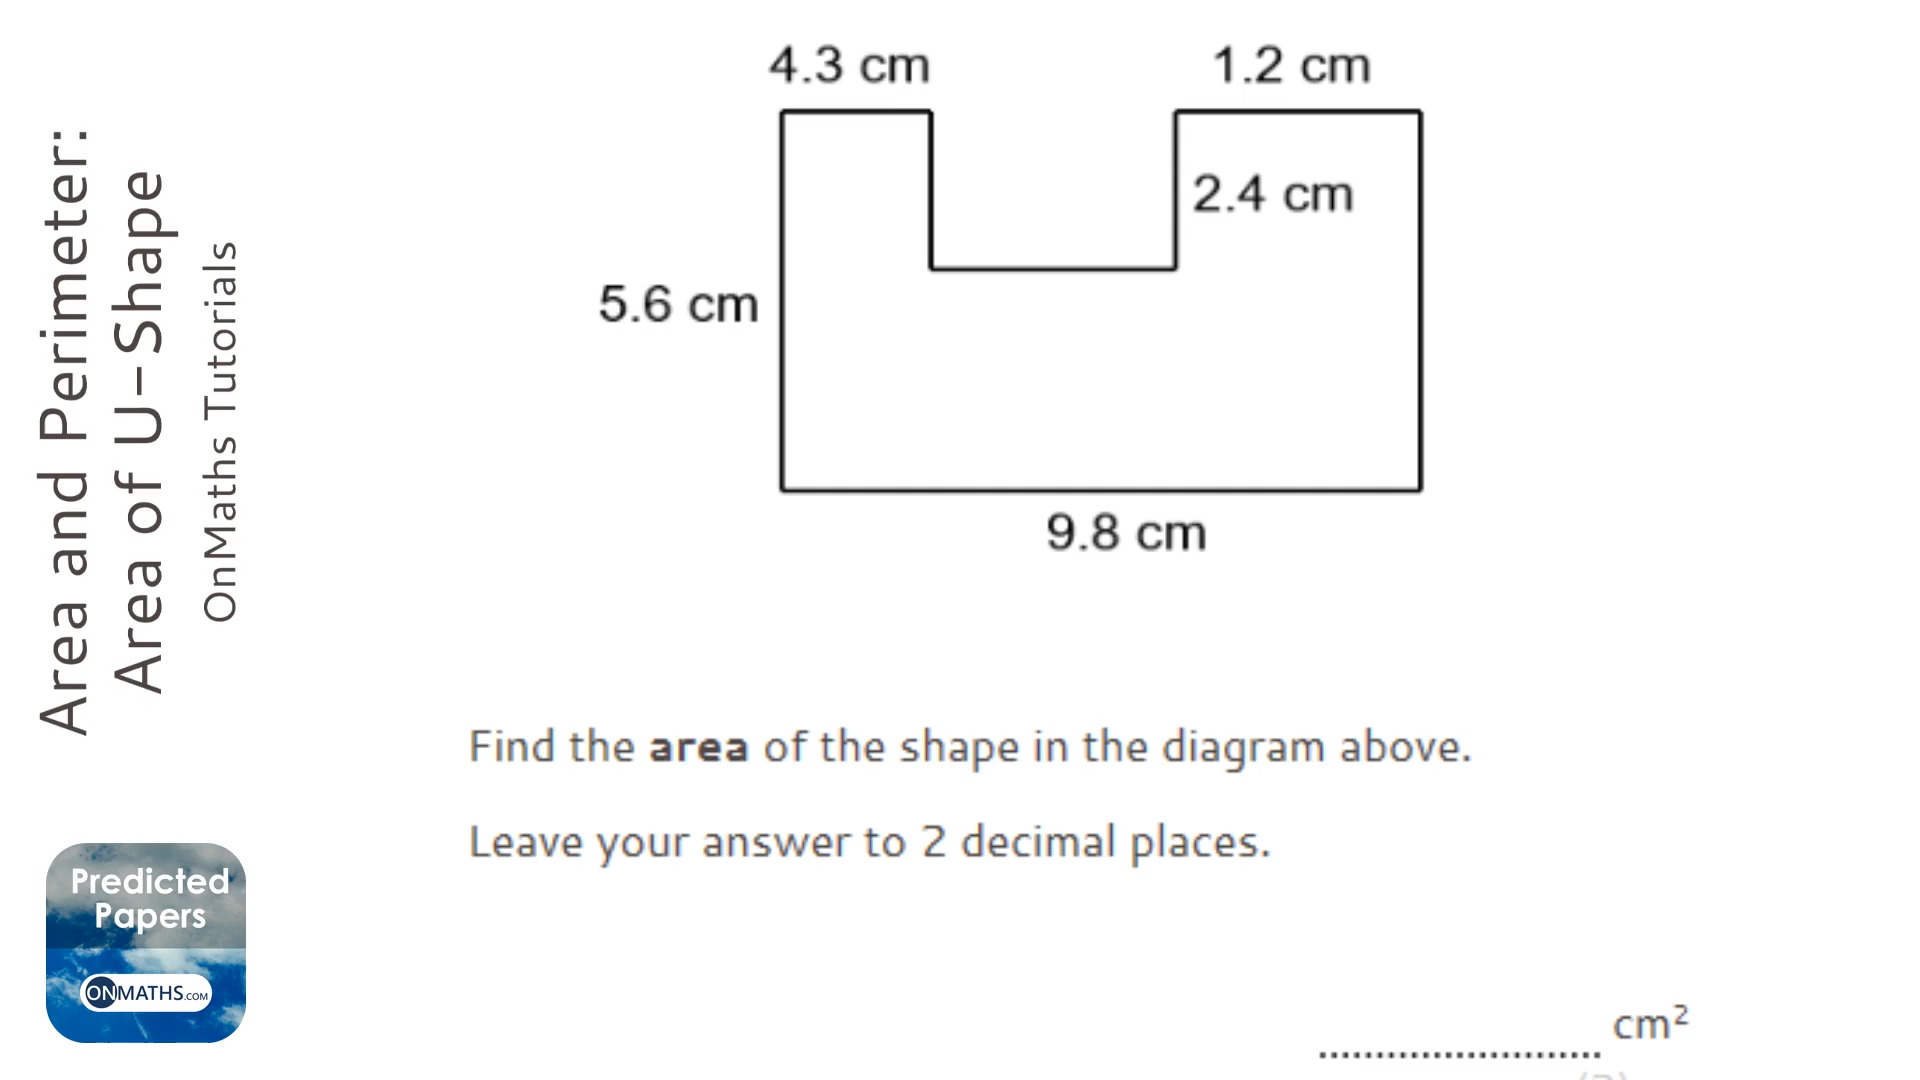 Area and Perimeter:
Area of U-Shape
OnMaths Tutorials
4.3 cm
1.2 cm
2.4 cm
5.6 cm
9.8 cm
Find the area of the shape in the diagram above.
Leave your answer to 2 decimal places.
Predicted
Papers
ONMATHS.COM
........................ cm²